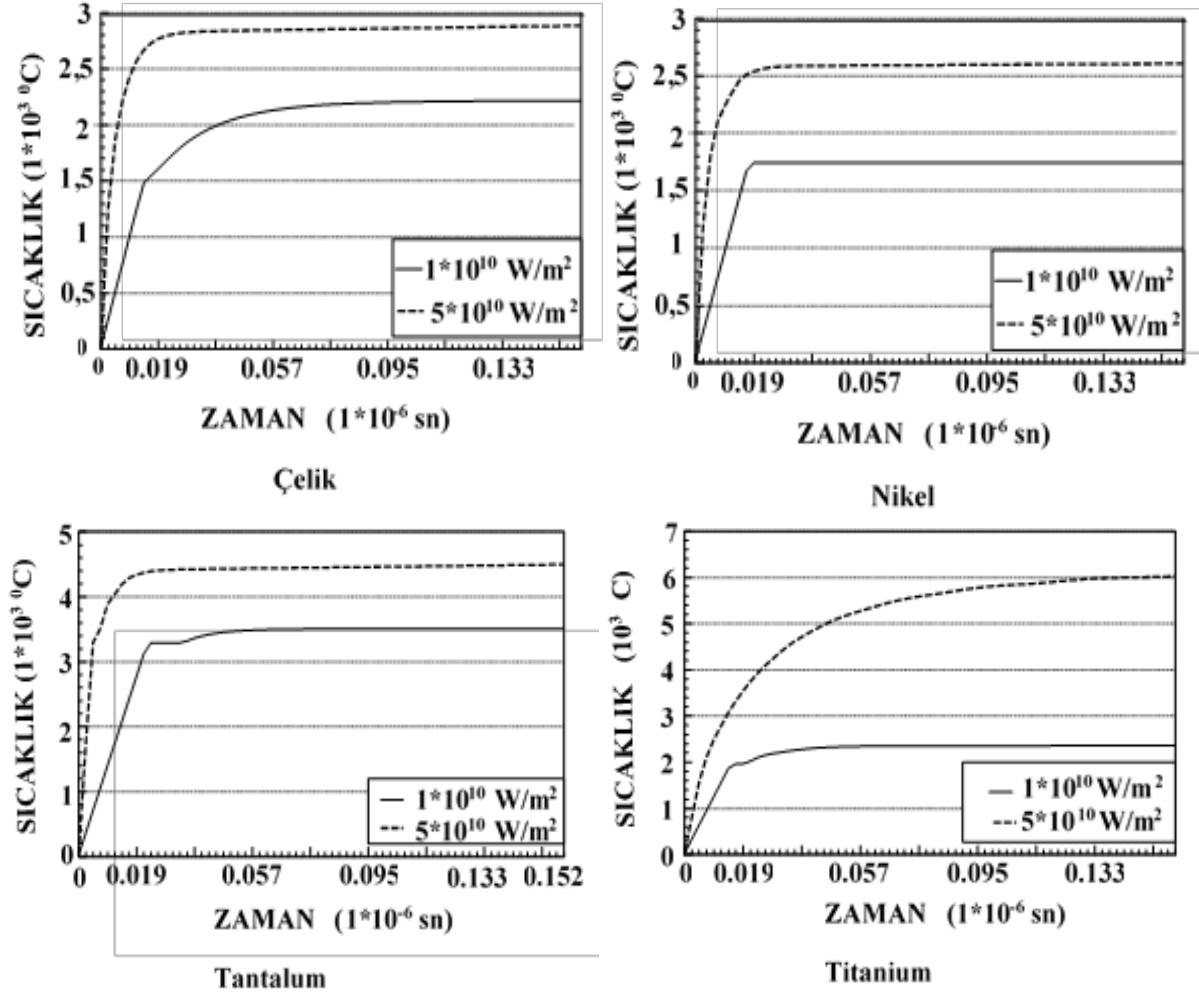 3
2,5
2
1,5
1
0,5
0
SICAKLIK (1*10³ ⁰C)
1*10¹⁰ W/m²
5*10¹⁰ W/m²
0 0.019 0.057 0.095 0.133
ZAMAN (1*10⁻⁶ sn)
Çelik
3
2.5
2
1.5
1
0,5
0
SICAKLIK (1*10³ ⁰C)
1*10¹⁰ W/m²
5*10¹⁰ W/m²
0 0.019 0.057 0.095 0.133
ZAMAN (1*10⁻⁶ sn)
Nikel
5
4
3
2
1
0
SICAKLIK (1*10³ ⁰C)
1*10¹⁰ W/m²
5*10¹⁰ W/m²
0 0.019 0.057 0.095 0.133 0.152
ZAMAN (1*10⁻⁶ sn)
Tantalum
7
6
5
4
3
2
1
0
SICAKLIK (10³ C)
1*10¹⁰ W/m²
5*10¹⁰ W/m²
0 0.019 0.057 0.095 0.133
ZAMAN (1*10⁻⁶ sn)
Titanium